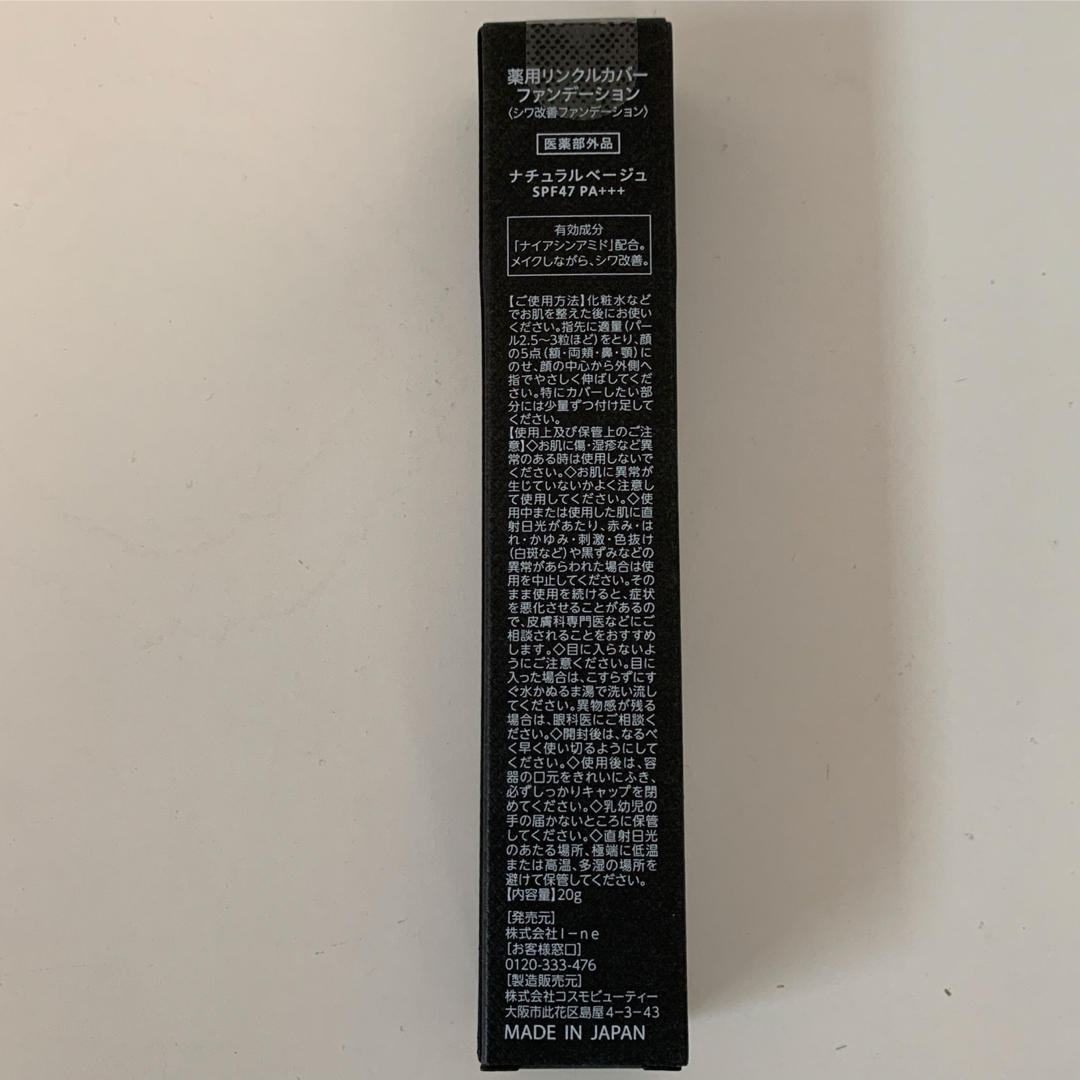 薬用リンクルカバー
ファンデーション
〈シワ改善ファンデーション〉
医薬部外品
ナチュラルベージュ
SPF47 PA+++
有効成分
「ナイアシンアミド」配合。
メイクしながら、シワ改善。
【ご使用方法】化粧水など
でお肌を整えた後にお使い
ください。指先に適量(パー
ル2.5〜3粒ほど)をとり、顔
の5点(額・両頬・鼻・顎)に
のせ、顔の中心から外側へ
指でやさしく伸ばしてくだ
さい。特にカバーしたい部
分には少量ずつ付け足して
ください。
【使用上及び保管上のご注
意】◇お肌に傷・湿疹など異
常のある時は使用しないで
ください。◇お肌に異常が
生じていないかよく注意し
て使用してください。◇使
用中または使用した肌に直
射日光があたり、赤み・は
れ・かゆみ・刺激・色抜け
(白斑など)や黒ずみなどの
異常があらわれた場合は使
用を中止してください。その
まま使用を続けると、症状
を悪化させることがあるの
で、皮膚科専門医などにご
相談されることをおすすめ
します。◇目に入らないよ
うにご注意ください。目に
入った場合は、こすらずにす
ぐ水かぬるま湯で洗い流し
てください。異物感が残る
場合は、眼科医にご相談く
ださい。◇開封後は、なるべ
く早く使い切るようにして
ください。◇使用後は、容
器の口元をきれいにふき、
必ずしっかりキャップを閉
めてください。◇乳幼児の
手の届かないところに保管
してください。◇直射日光
のあたる場所、極端に低温
または高温、多湿の場所を
避けて保管してください。
【内容量】20g
[発売元]
株式会社I-ne
[お客様窓口]
0120-333-476
[製造販売元]
株式会社コスモビューティー
大阪市此花区島屋4-3-43
MADE IN JAPAN